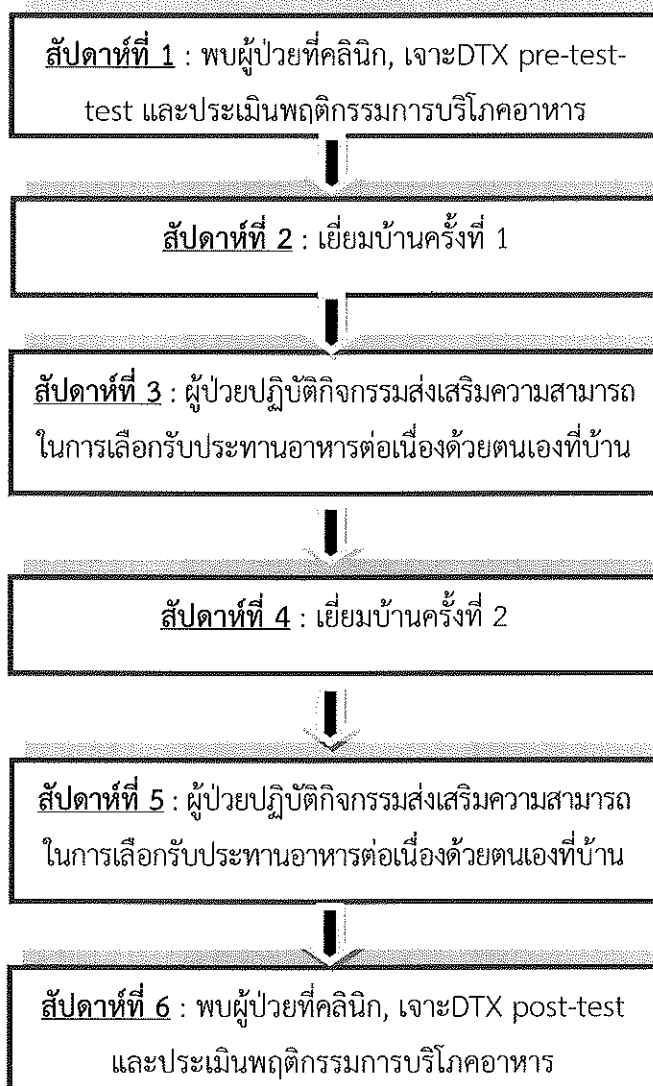 สัปดาห์ที่ 1 : พบผู้ป่วยที่คลินิก, เจาะDTX pre-test-
test และประเมินพฤติกรรมการบริโภคอาหาร
สัปดาห์ที่ 2 : เยี่ยมบ้านครั้งที่ 1
สัปดาห์ที่ 3 : ผู้ป่วยปฏิบัติกิจกรรมส่งเสริมความสามารถ
ในการเลือกรับประทานอาหารต่อเนื่องด้วยตนเองที่บ้าน
สัปดาห์ที่ 4 : เยี่ยมบ้านครั้งที่ 2
สัปดาห์ที่ 5 : ผู้ป่วยปฏิบัติกิจกรรมส่งเสริมความสามารถ
ในการเลือกรับประทานอาหารต่อเนื่องด้วยตนเองที่บ้าน
สัปดาห์ที่ 6 : พบผู้ป่วยที่คลินิก, เจาะDTX post-test
และประเมินพฤติกรรมการบริโภคอาหาร